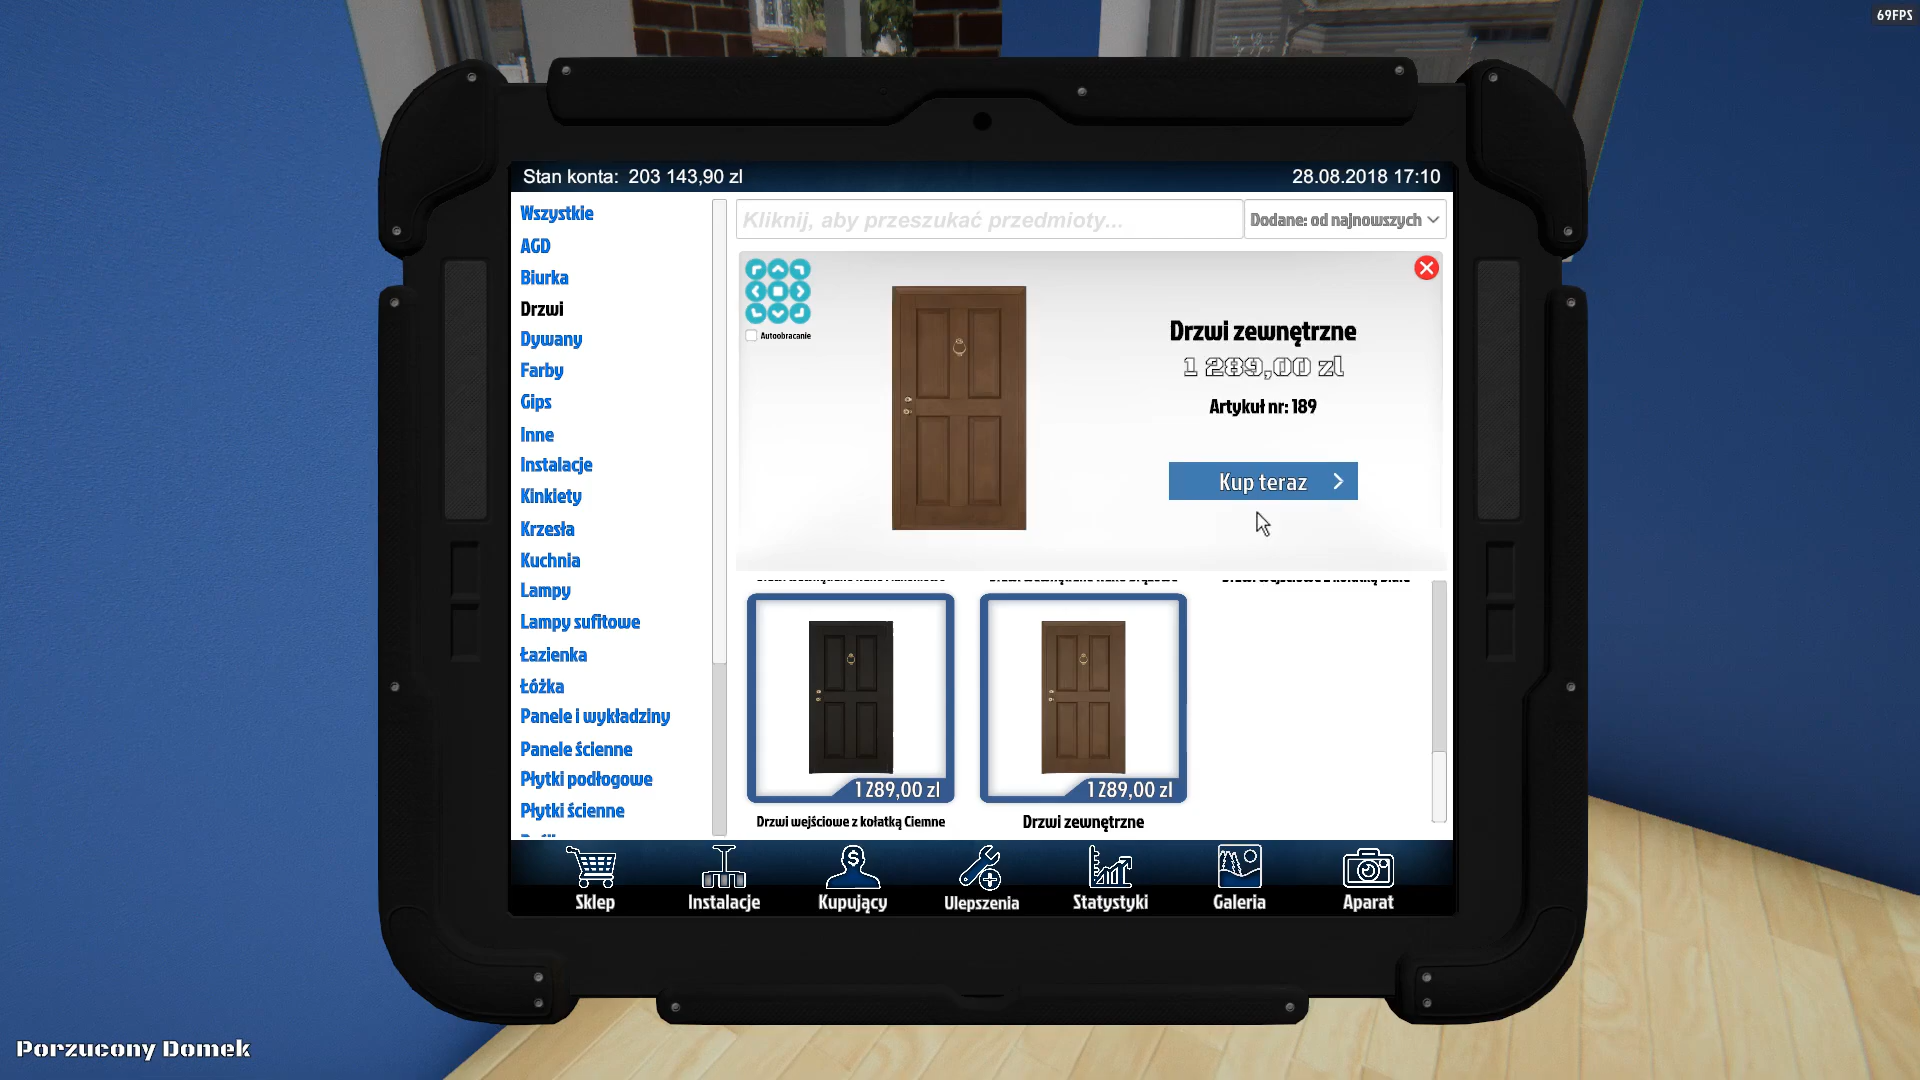 69FPS
Stan konta: 203 143,90 zl
28.08.2018 17:10
Wszystkie
AGD
Biurka
Drzwi
Dywany
Farby
Gips
Inne
Instalacje
Kinkiety
Krzesła
Kuchnia
Lampy
Lampy sufitowe
Łazienka
Łóżka
Panele i wykładziny
Panele ścienne
Płytki podłogowe
Płytki ścienne
Kliknij, aby przeszukać przedmioty...
Dodane: od najnowszych
Autoobracanie
Drzwi zewnętrzne
1 289,00 zl
Artykuł nr: 189
Kup teraz
1 289,00 zl
1 289,00 zl
Drzwi wejściowe z kołatką Ciemne
Drzwi zewnętrzne
Sklep
Instalacje
Kupujący
Ulepszenia
Statystyki
Galeria
Aparat
Porzucony Domek